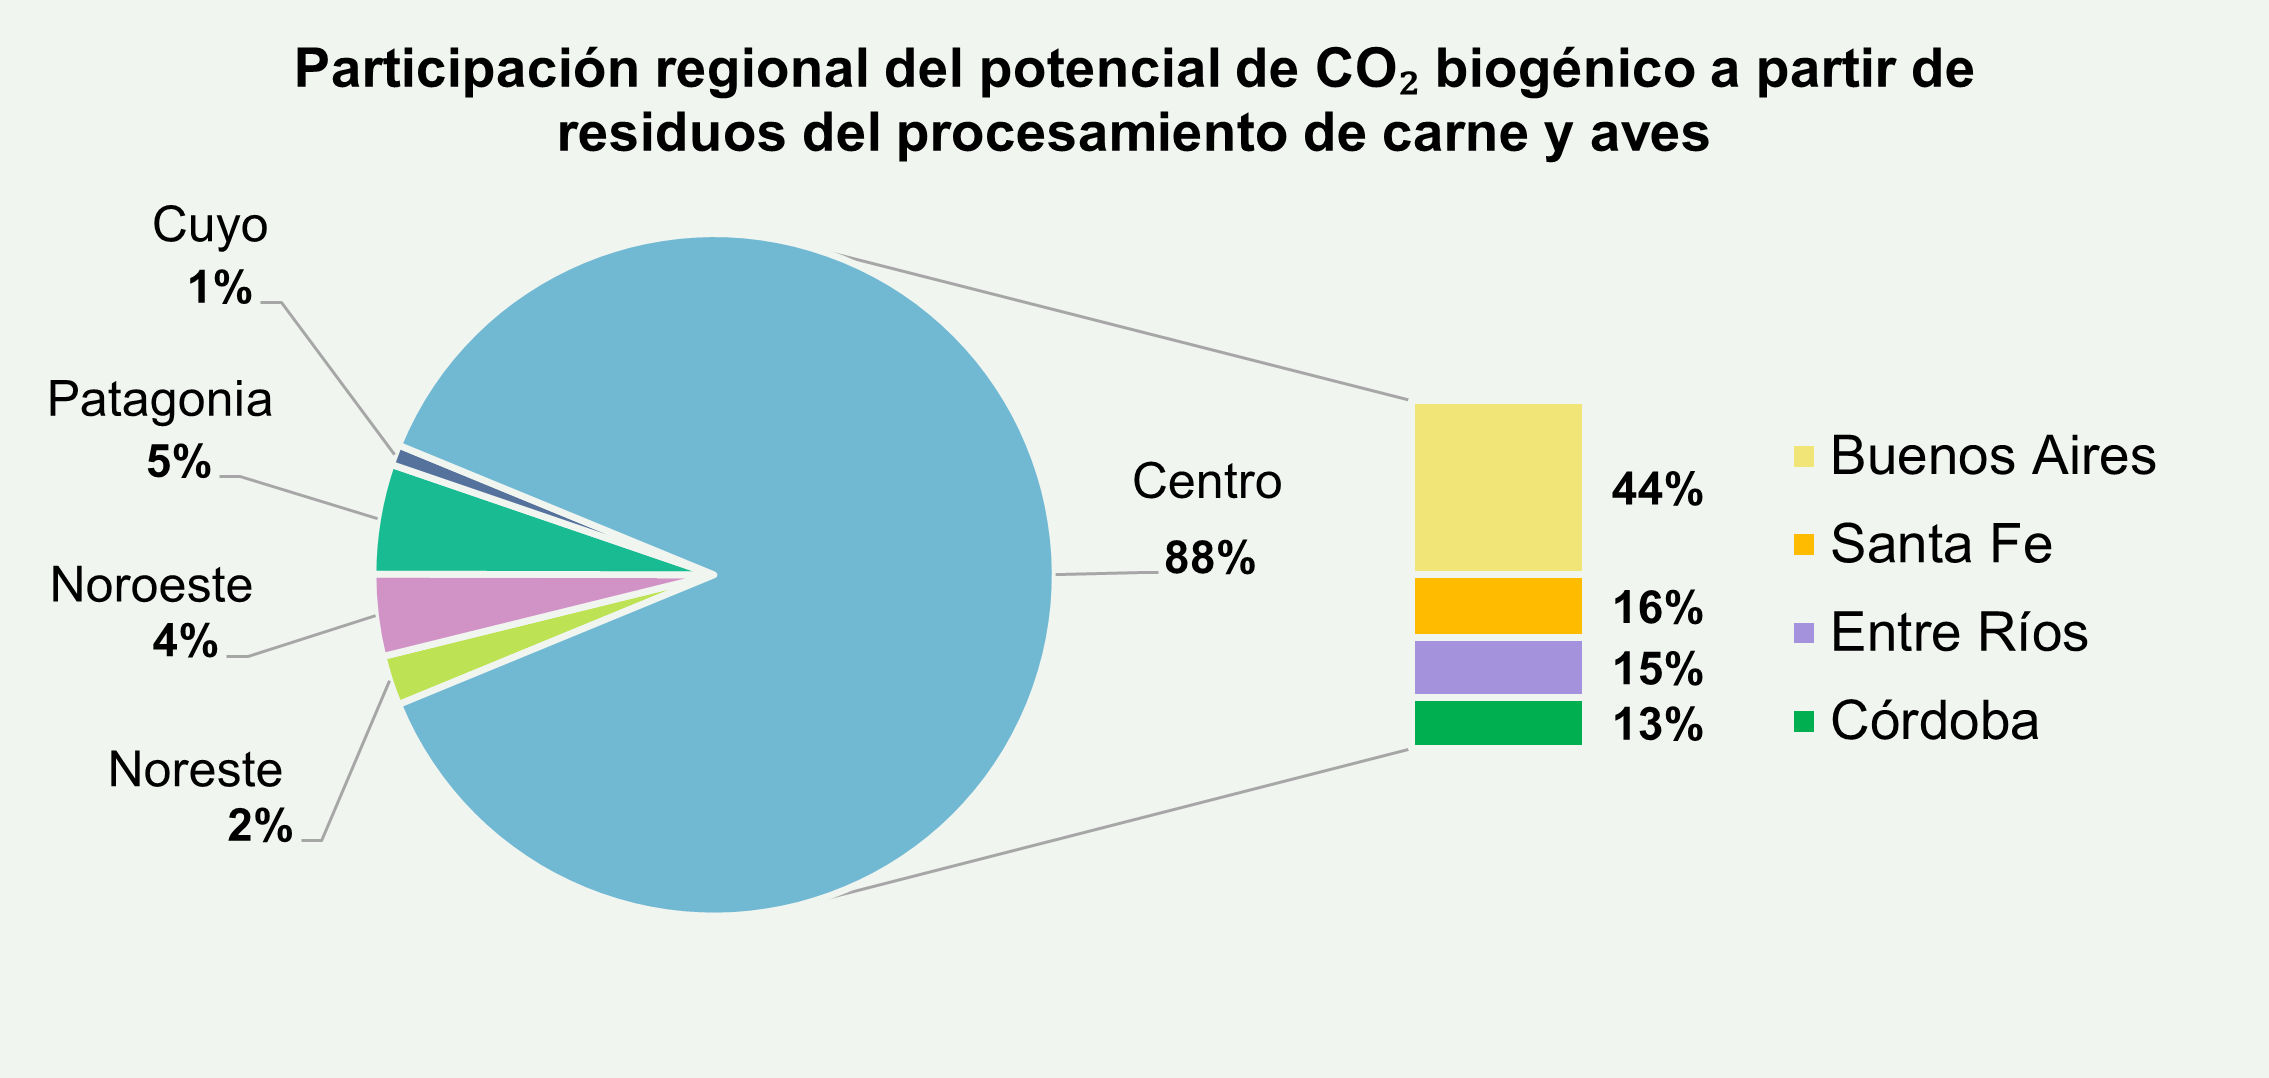 Participación regional del potencial de CO₂ biogénico a partir de
residuos del procesamiento de carne y aves
Cuyo
1%
Patagonia
5%
Noroeste
4%
Noreste
2%
Centro
88%
44%
16%
15%
13%
Buenos Aires
Santa Fe
Entre Ríos
Córdoba